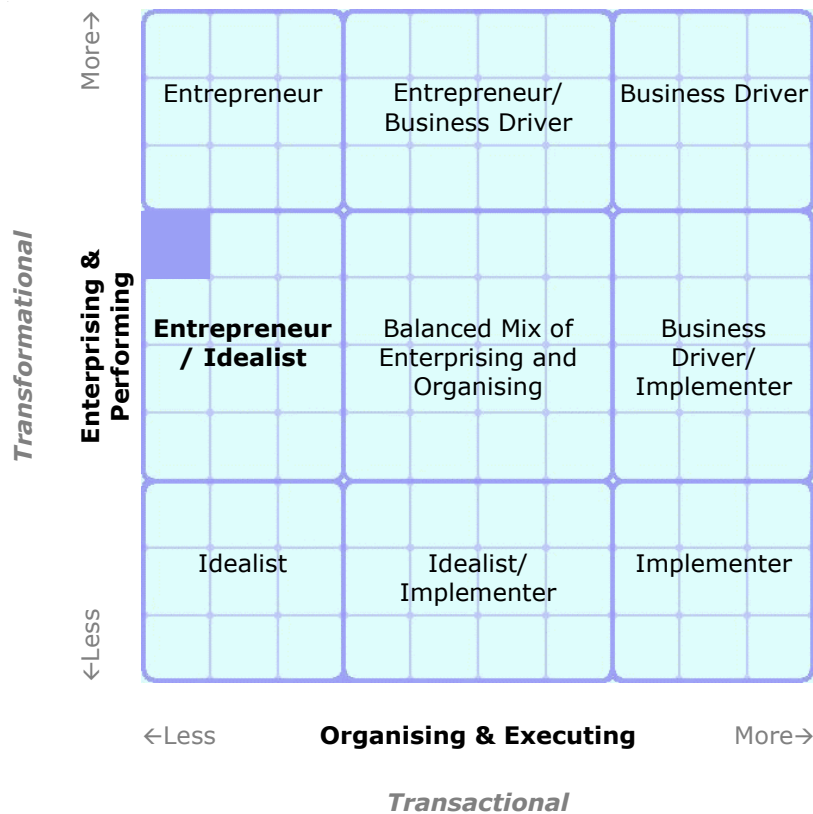 More→
Entrepreneur
Entrepreneur/
Business Driver
Business Driver
Transformational
Enterprising &
Performing
Entrepreneur
/ Idealist
Balanced Mix of
Enterprising and
Organising
Business
Driver/
Implementer
Idealist
Idealist/
Implementer
Implementer
←Less
←Less
Organising & Executing
More→
Transactional